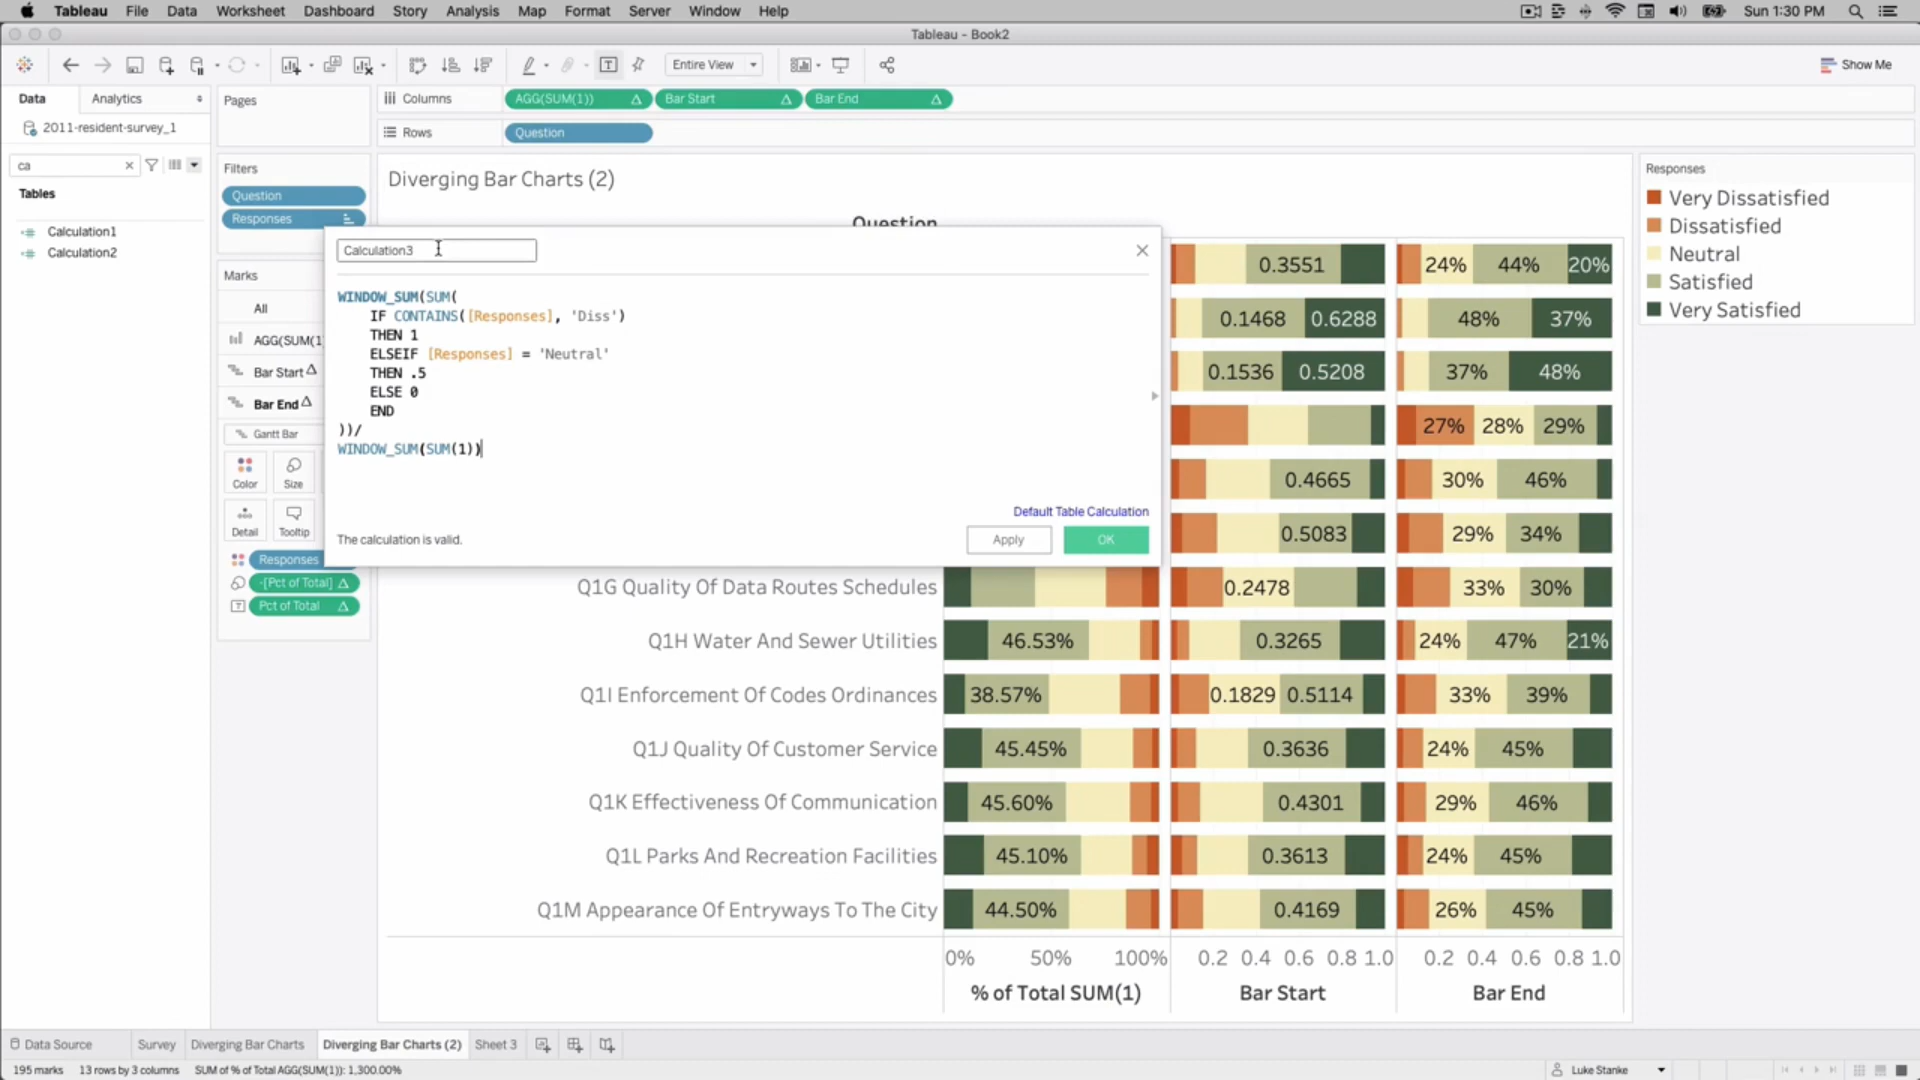 Tableau File Data Worksheet Dashboard Story Analysis Map Format Server Window Help Sun 1:30 PM
Tableau - Book2
Entire View
Show Me
Data Analytics
Pages
Columns AGG(SUM(1)) Bar Start Bar End
2011-resident-survey_1
Rows Question
ca
Filters
Question
Responses
Tables
Calculation1
Calculation2
Diverging Bar Charts (2)
Question
Responses
Very Dissatisfied
Dissatisfied
Neutral
Satisfied
Very Satisfied
Marks
All
AGG(SUM(1
Bar Start
Bar End
Gantt Bar
Color Size
Detail Tooltip
Responses
-[Pct of Total]
Pct of Total
Calculation3
WINDOW_SUM(SUM(
IF CONTAINS([Responses], 'Diss')
THEN 1
ELSEIF [Responses] = 'Neutral'
THEN .5
ELSE 0
END
))/
WINDOW_SUM(SUM(1))
Default Table Calculation
The calculation is valid.
Apply OK
0.3551 24% 44% 20%
0.1468 0.6288 48% 37%
0.1536 0.5208 37% 48%
27% 28% 29%
0.4665 30% 46%
0.5083 29% 34%
Q1G Quality Of Data Routes Schedules 0.2478 33% 30%
Q1H Water And Sewer Utilities 46.53% 0.3265 24% 47% 21%
Q1I Enforcement Of Codes Ordinances 38.57% 0.1829 0.5114 33% 39%
Q1J Quality Of Customer Service 45.45% 0.3636 24% 45%
Q1K Effectiveness Of Communication 45.60% 0.4301 29% 46%
Q1L Parks And Recreation Facilities 45.10% 0.3613 24% 45%
Q1M Appearance Of Entryways To The City 44.50% 0.4169 26% 45%
0% 50% 100% 0.2 0.4 0.6 0.8 1.0 0.2 0.4 0.6 0.8 1.0
% of Total SUM(1) Bar Start Bar End
Data Source Survey Diverging Bar Charts Diverging Bar Charts (2) Sheet 3
195 marks 13 rows by 3 columns SUM of % of Total AGG(SUM(1)): 1,300.00% Luke Stanke